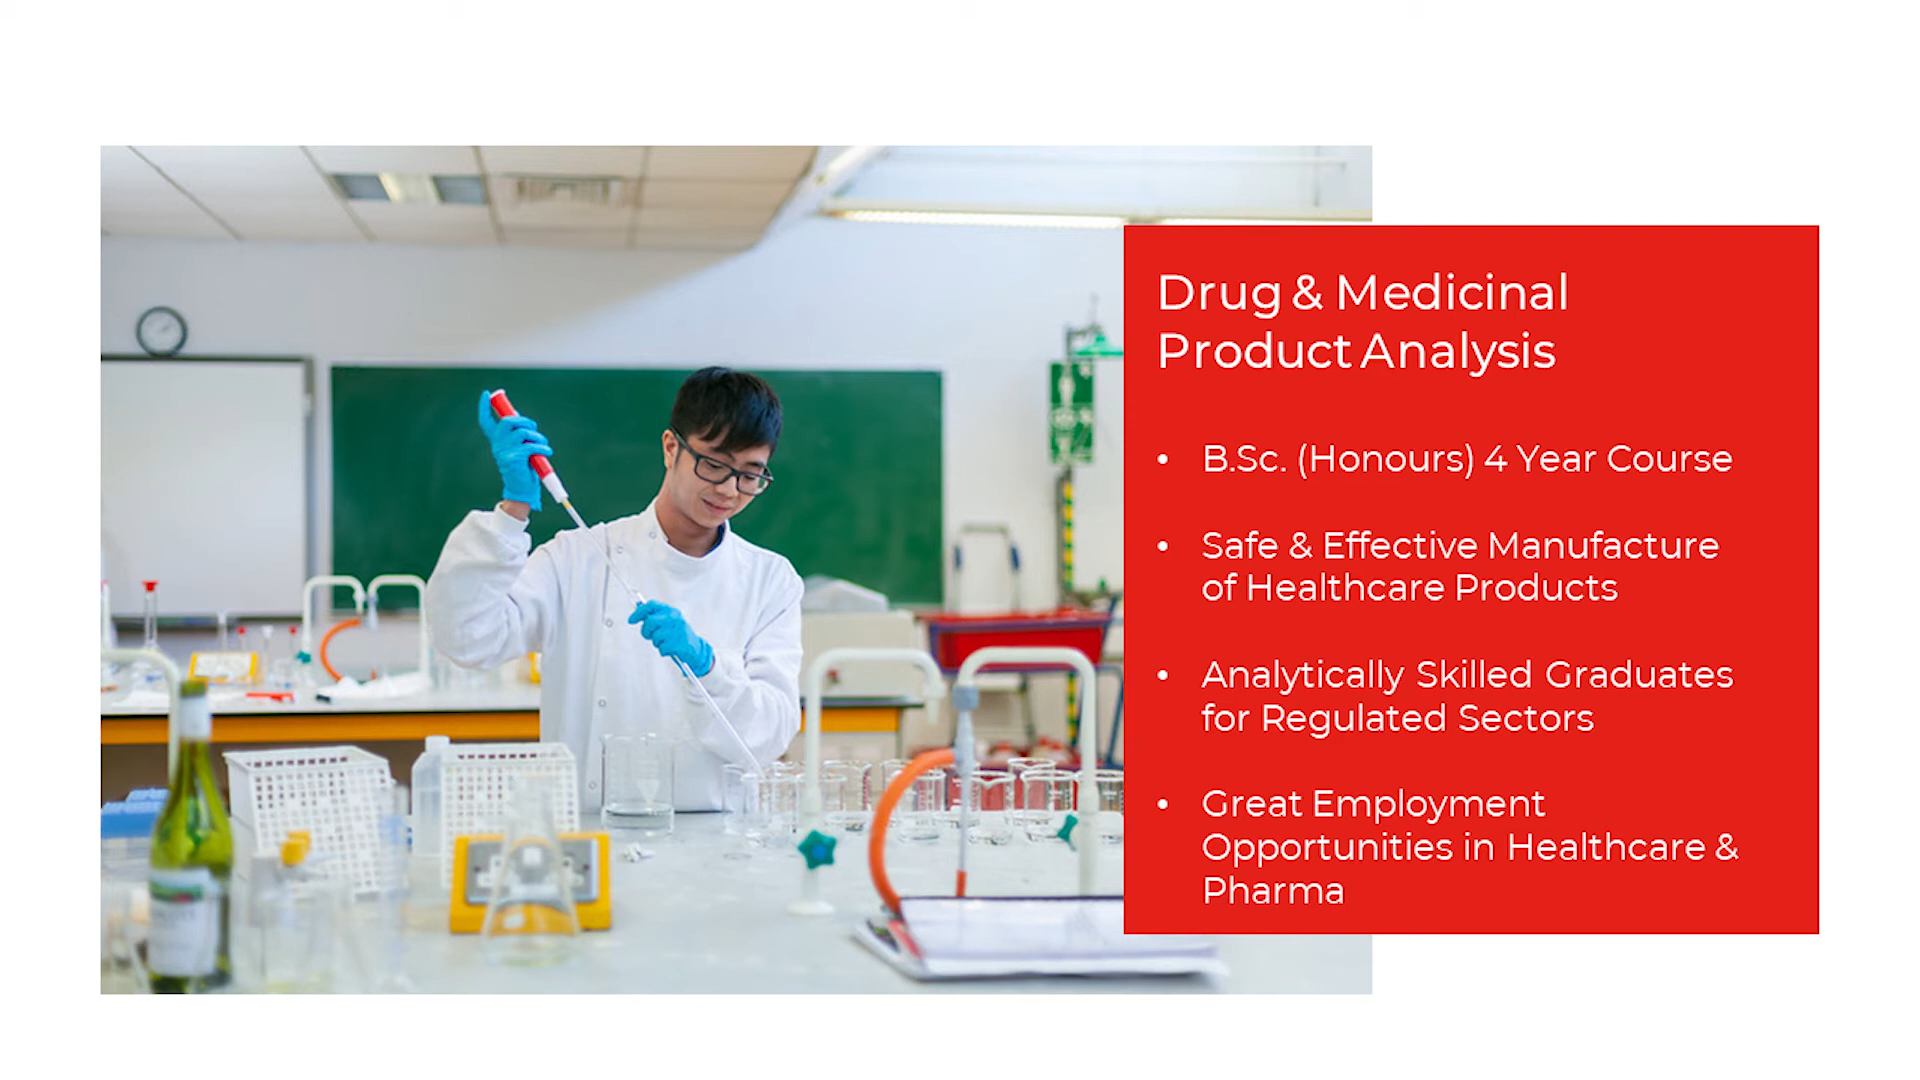 Drug & Medicinal
Product Analysis
• B.Sc. (Honours) 4 Year Course
• Safe & Effective Manufacture
of Healthcare Products
• Analytically Skilled Graduates
for Regulated Sectors
• Great Employment
Opportunities in Healthcare &
Pharma